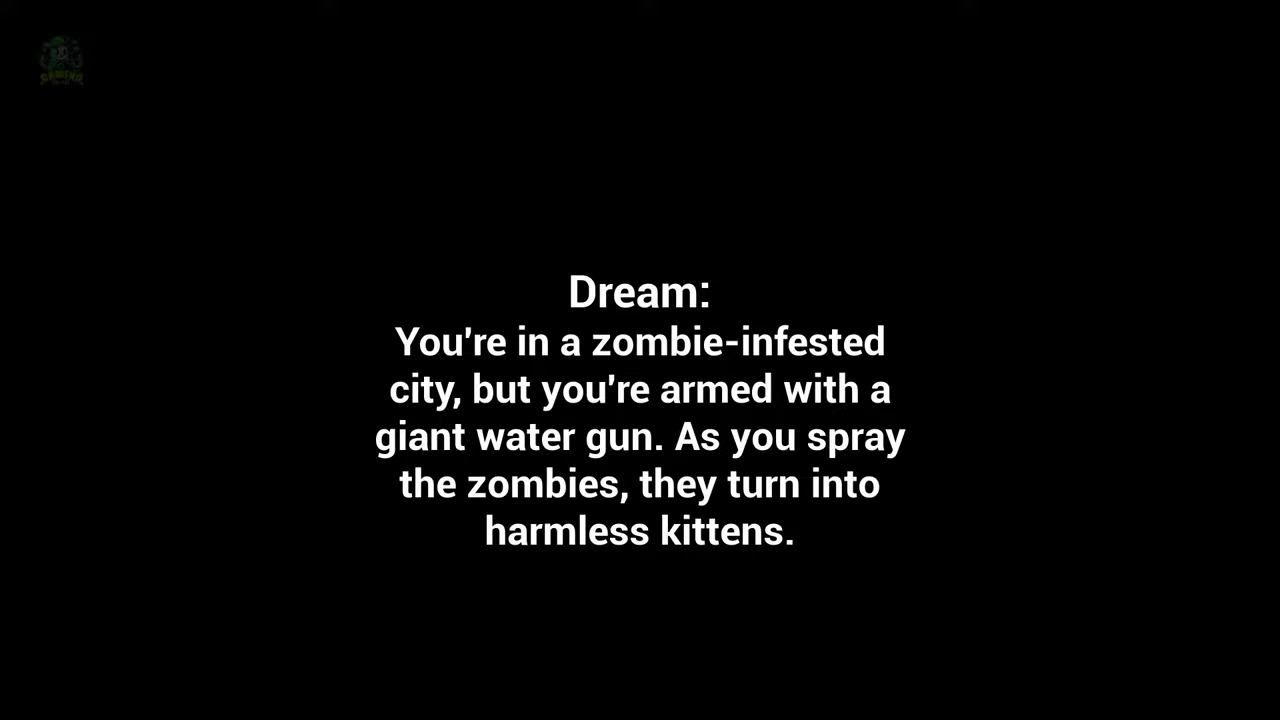 Dream:
You're in a zombie-infested
city, but you're armed with a
giant water gun. As you spray
the zombies, they turn into
harmless kittens.